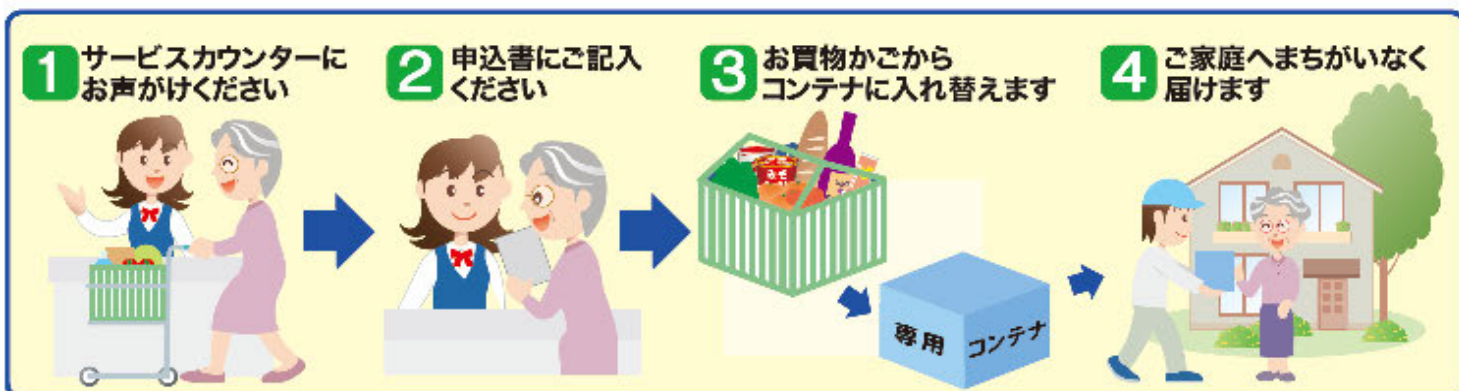 1 サービスカウンターに
お声がけください
2 申込書にご記入
ください
3 お買物かごから
コンテナに入れ替えます
4 ご家庭へまちがいなく
届けます
専用 コンテナ